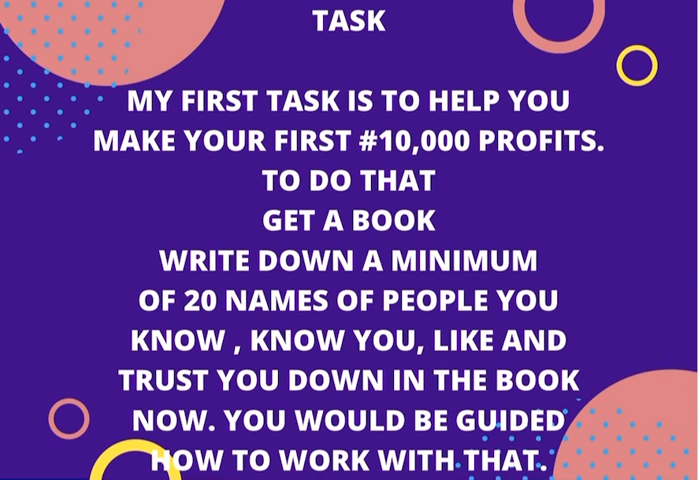 TASK
MY FIRST TASK IS TO HELP YOU
MAKE YOUR FIRST #10,000 PROFITS.
TO DO THAT
GET A BOOK
WRITE DOWN A MINIMUM
OF 20 NAMES OF PEOPLE YOU
KNOW , KNOW YOU, LIKE AND
TRUST YOU DOWN IN THE BOOK
NOW. YOU WOULD BE GUIDED
HOW TO WORK WITH THAT.